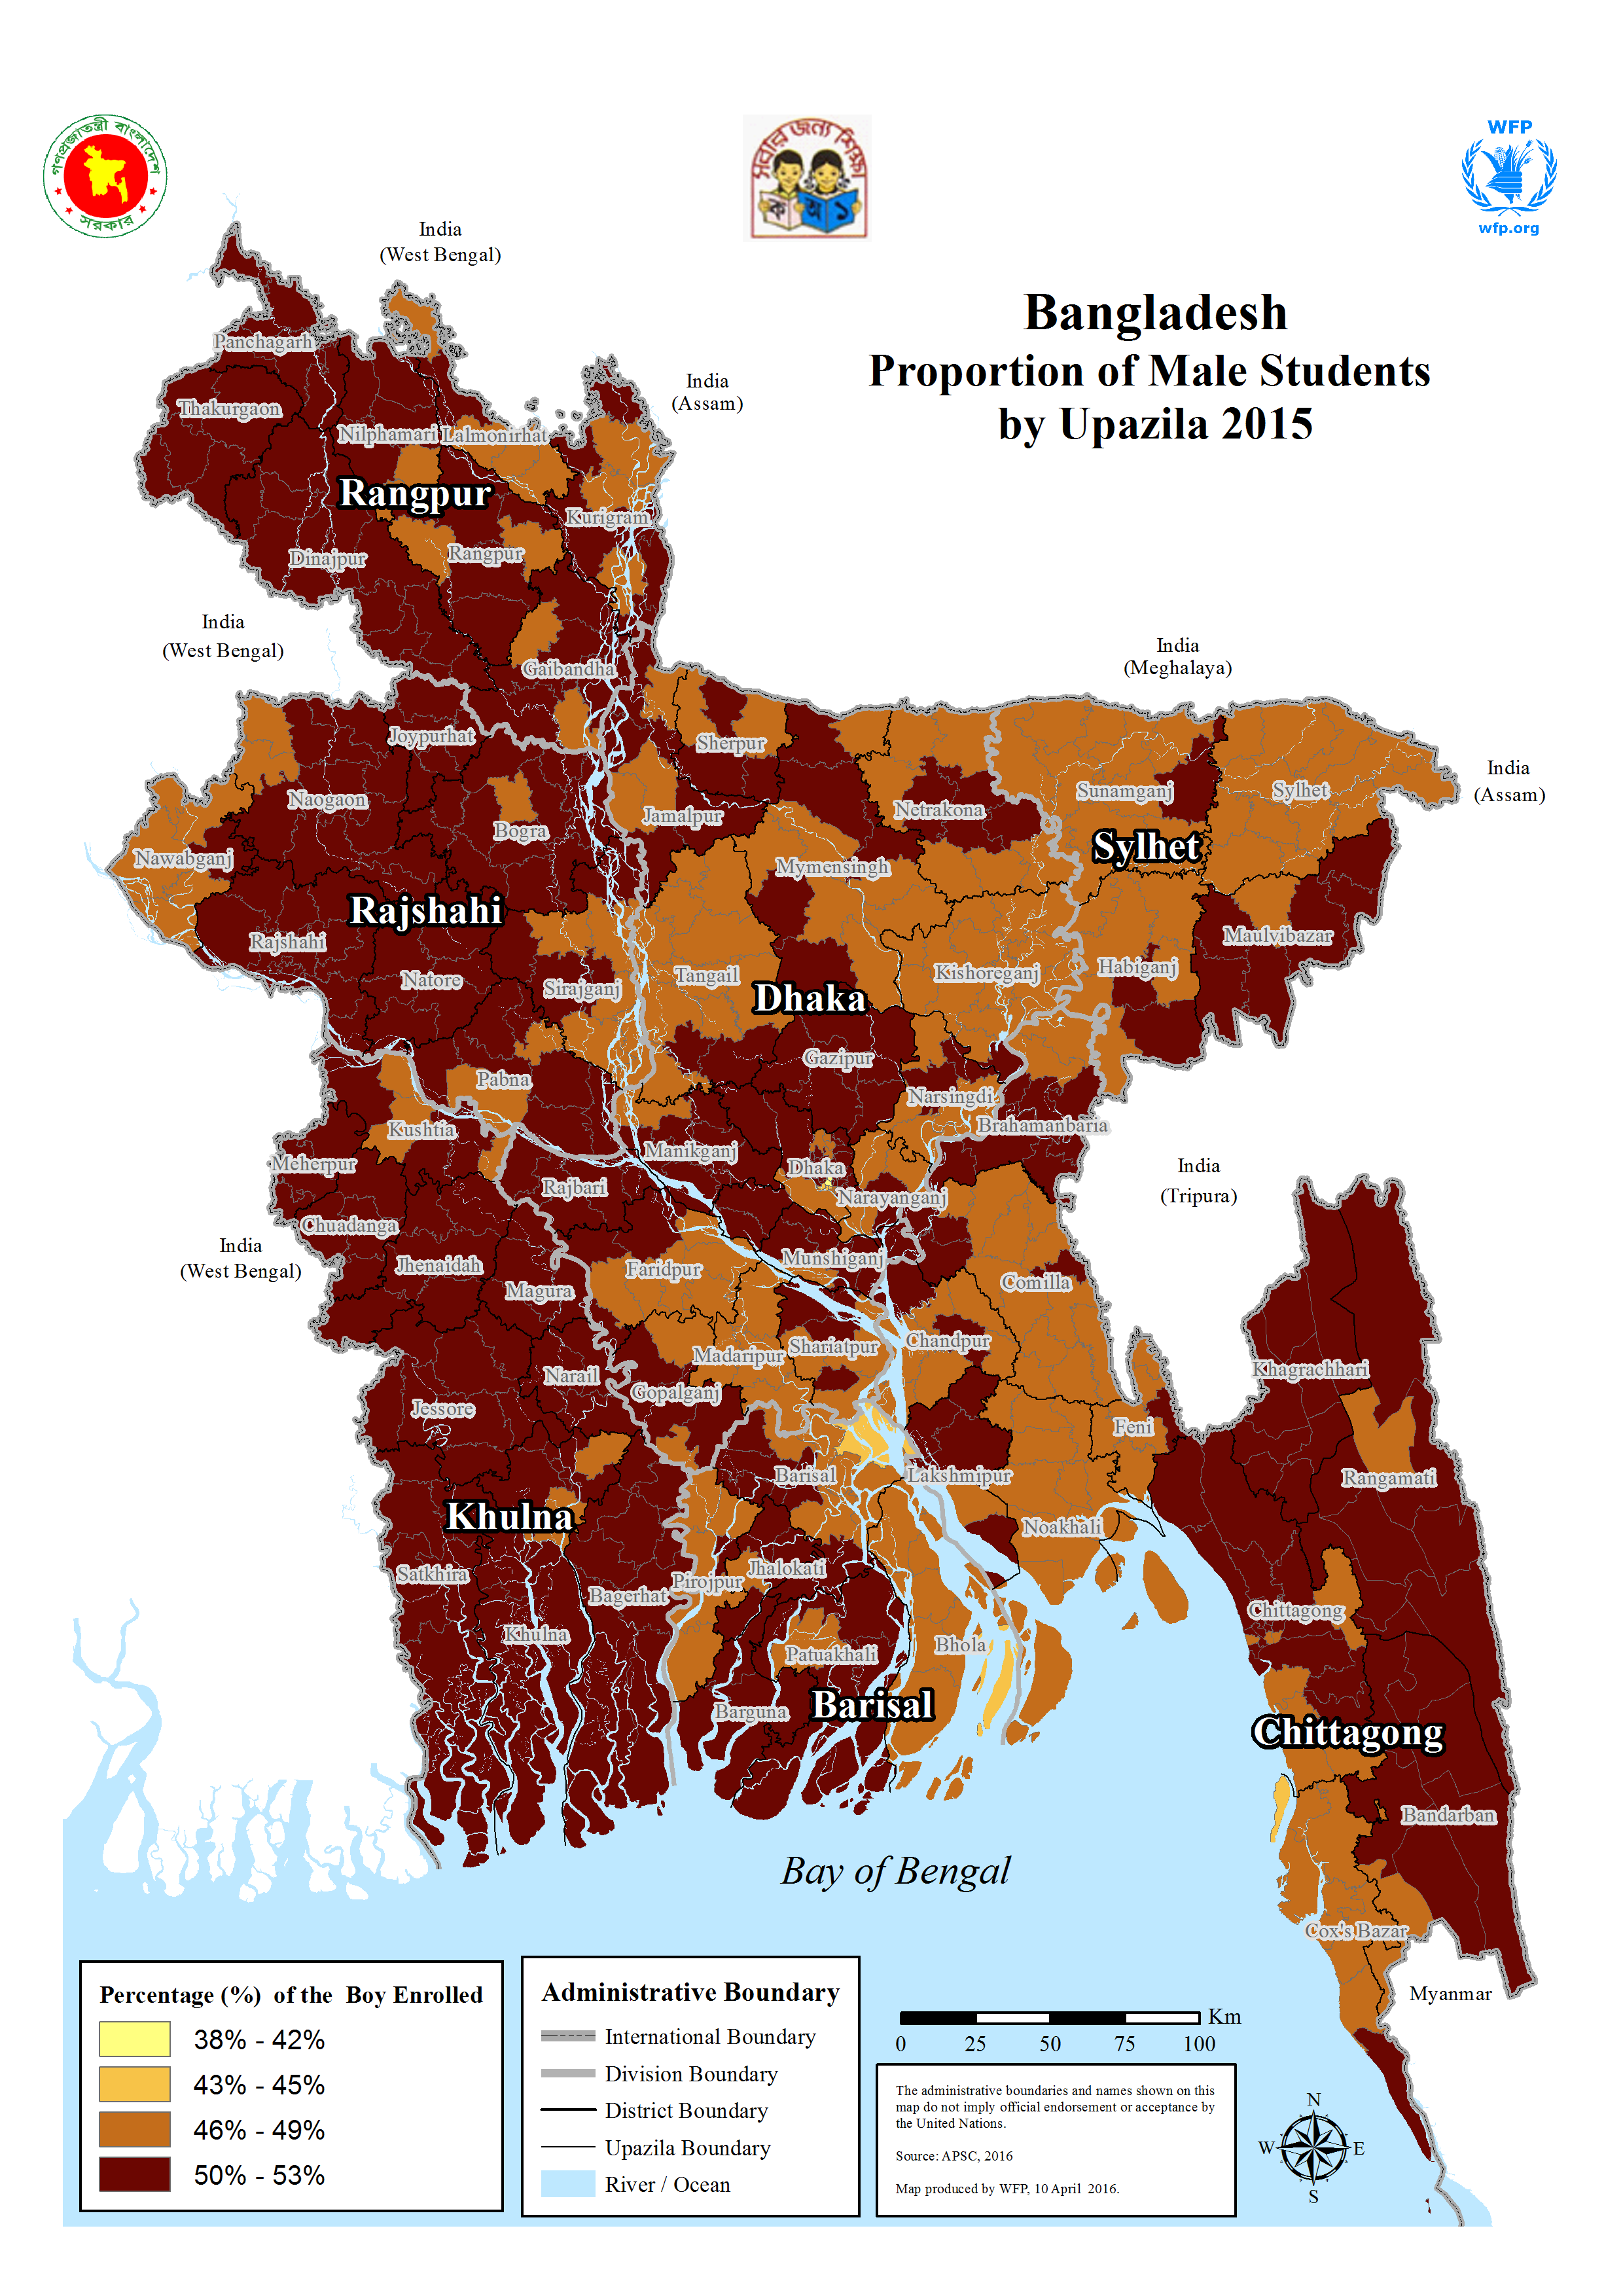 গণপ্রজাতন্ত্রী বাংলাদেশ
সরকার
সবার জন্য শিক্ষা
ক অ ১
WFP
wfp.org
Bangladesh
Proportion of Male Students
by Upazila 2015
India
(West Bengal)
India
(Assam)
Panchagarh
Thakurgaon
Nilphamari
Lalmonirhat
Rangpur
Kurigram
Dinajpur
Rangpur
India
(West Bengal)
India
(Meghalaya)
Gaibandha
Joypurhat
Sherpur
India
(Assam)
Naogaon
Bogra
Jamalpur
Netrakona
Sunamganj
Sylhet
Sylhet
Nawabganj
Mymensingh
Rajshahi
Rajshahi
Maulvibazar
Natore
Sirajganj
Tangail
Kishoreganj
Habiganj
Dhaka
Gazipur
Pabna
Narsingdi
Kushtia
Brahamanbaria
Meherpur
Manikganj
Dhaka
India
(Tripura)
Rajbari
Narayanganj
Chuadanga
India
(West Bengal)
Jhenaidah
Magura
Faridpur
Munshiganj
Comilla
Madaripur
Shariatpur
Chandpur
Khagrachhari
Narail
Gopalganj
Jessore
Feni
Barisal
Lakshmipur
Rangamati
Khulna
Noakhali
Satkhira
Bagerhat
Pirojpur
Jhalokati
Chittagong
Khulna
Patuakhali
Bhola
Barguna
Barisal
Chittagong
Bandarban
Bay of Bengal
Cox's Bazar
Myanmar
Percentage (%) of the Boy Enrolled
38% - 42%
43% - 45%
46% - 49%
50% - 53%
Administrative Boundary
International Boundary
Division Boundary
District Boundary
Upazila Boundary
River / Ocean
Km
0 25 50 75 100
The administrative boundaries and names shown on this
map do not imply official endorsement or acceptance by
the United Nations.
Source: APSC, 2016
Map produced by WFP, 10 April 2016.
N
W E
S